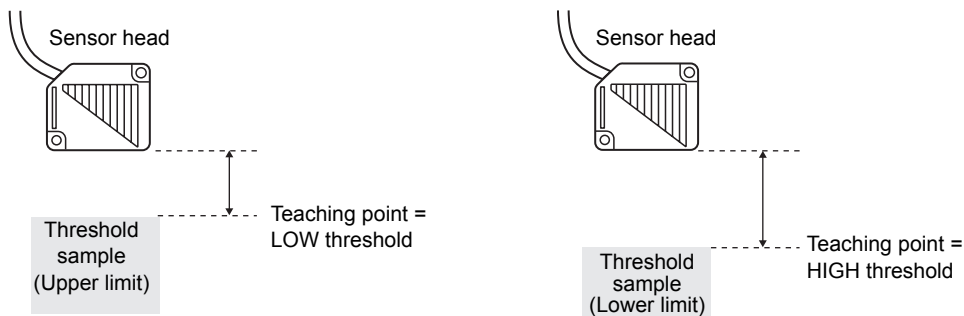 Sensor head
Threshold
sample
(Upper limit)
Teaching point =
LOW threshold
Sensor head
Threshold
sample
(Lower limit)
Teaching point =
HIGH threshold